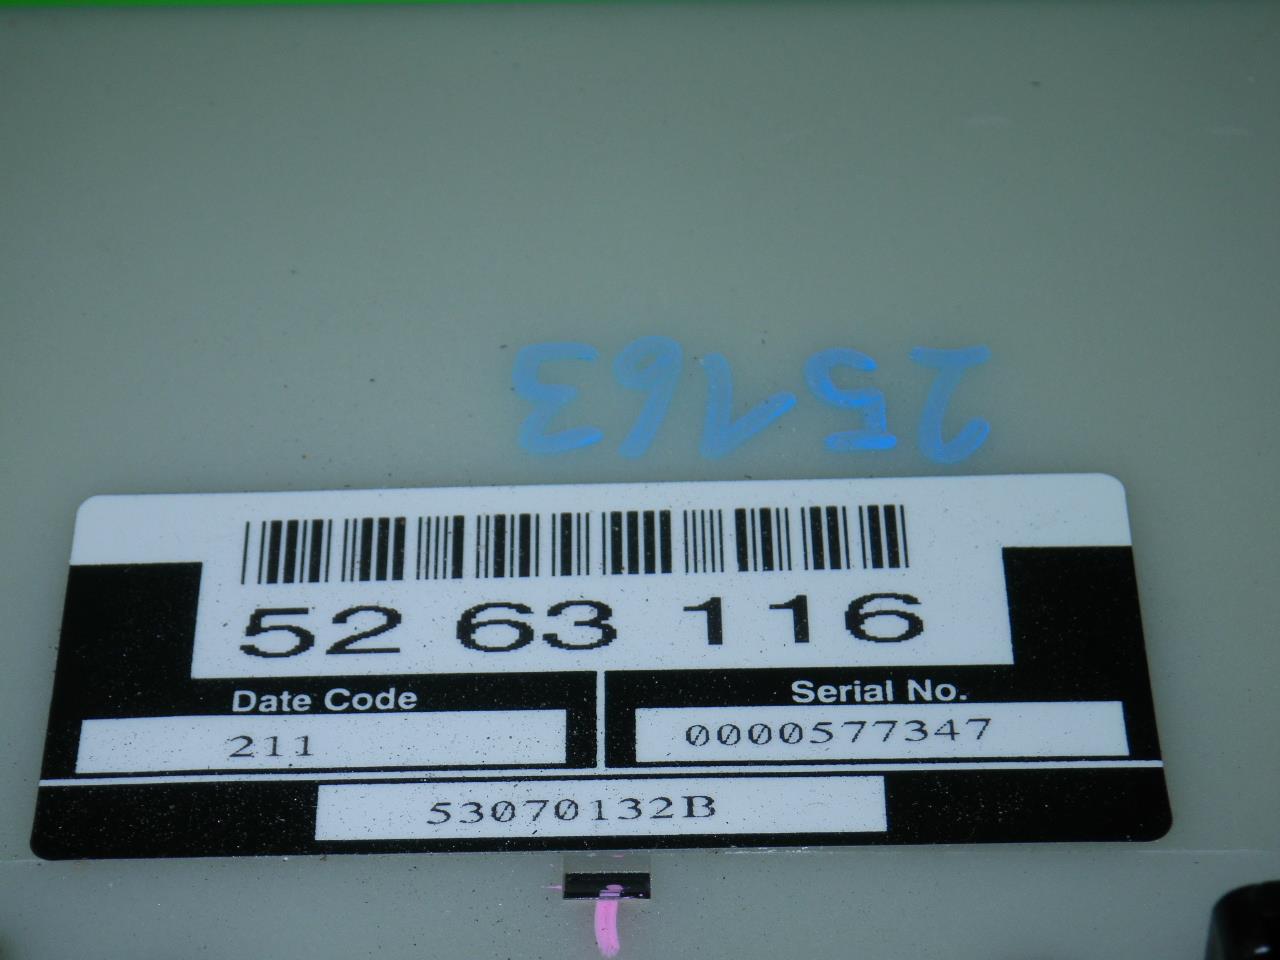 25163
52 63 116
Date Code Serial No.
211 0000577347
53070132B